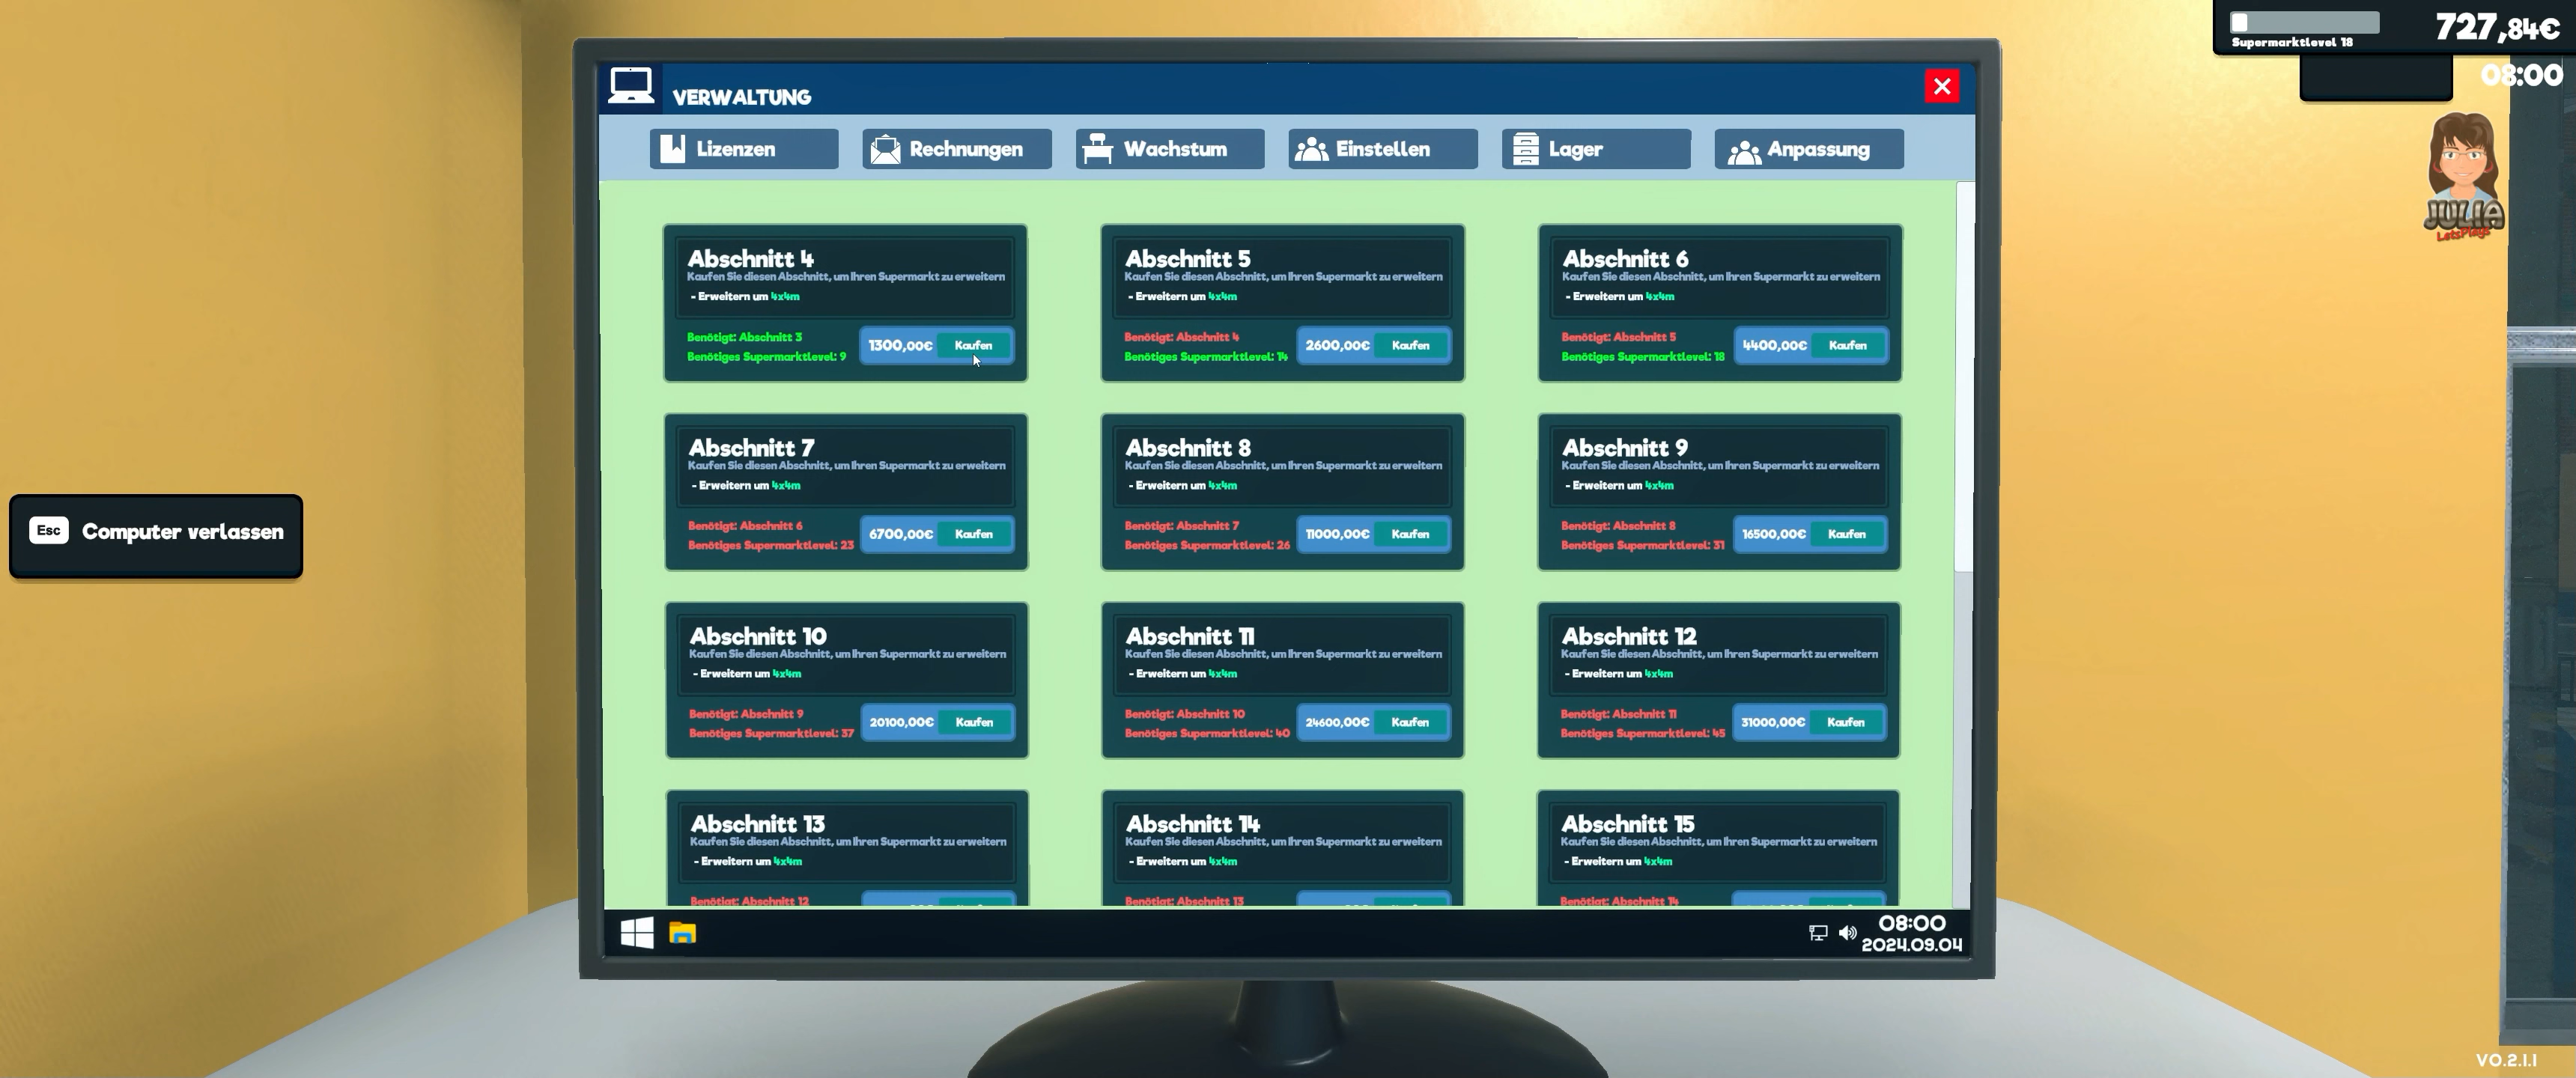 Supermarktlevel 18
727,84€
08:00
JULIA
LetsPlays
VERWALTUNG
Lizenzen
Rechnungen
Wachstum
Einstellen
Lager
Anpassung
Abschnitt 4
Kaufen Sie diesen Abschnitt, um Ihren Supermarkt zu erweitern
- Erweitern um 4x4m
Benötigt: Abschnitt 3
Benötiges Supermarktlevel: 9
1300,00€ Kaufen
Abschnitt 5
Kaufen Sie diesen Abschnitt, um Ihren Supermarkt zu erweitern
- Erweitern um 4x4m
Benötigt: Abschnitt 4
Benötiges Supermarktlevel: 14
2600,00€ Kaufen
Abschnitt 6
Kaufen Sie diesen Abschnitt, um Ihren Supermarkt zu erweitern
- Erweitern um 4x4m
Benötigt: Abschnitt 5
Benötiges Supermarktlevel: 18
4400,00€ Kaufen
Abschnitt 7
Kaufen Sie diesen Abschnitt, um Ihren Supermarkt zu erweitern
- Erweitern um 4x4m
Benötigt: Abschnitt 6
Benötiges Supermarktlevel: 23
6700,00€ Kaufen
Abschnitt 8
Kaufen Sie diesen Abschnitt, um Ihren Supermarkt zu erweitern
- Erweitern um 4x4m
Benötigt: Abschnitt 7
Benötiges Supermarktlevel: 26
11000,00€ Kaufen
Abschnitt 9
Kaufen Sie diesen Abschnitt, um Ihren Supermarkt zu erweitern
- Erweitern um 4x4m
Benötigt: Abschnitt 8
Benötiges Supermarktlevel: 31
16500,00€ Kaufen
Esc Computer verlassen
Abschnitt 10
Kaufen Sie diesen Abschnitt, um Ihren Supermarkt zu erweitern
- Erweitern um 4x4m
Benötigt: Abschnitt 9
Benötiges Supermarktlevel: 37
20100,00€ Kaufen
Abschnitt 11
Kaufen Sie diesen Abschnitt, um Ihren Supermarkt zu erweitern
- Erweitern um 4x4m
Benötigt: Abschnitt 10
Benötiges Supermarktlevel: 40
24600,00€ Kaufen
Abschnitt 12
Kaufen Sie diesen Abschnitt, um Ihren Supermarkt zu erweitern
- Erweitern um 4x4m
Benötigt: Abschnitt 11
Benötiges Supermarktlevel: 45
31000,00€ Kaufen
Abschnitt 13
Kaufen Sie diesen Abschnitt, um Ihren Supermarkt zu erweitern
- Erweitern um 4x4m
Benötigt: Abschnitt 12
Abschnitt 14
Kaufen Sie diesen Abschnitt, um Ihren Supermarkt zu erweitern
- Erweitern um 4x4m
Benötigt: Abschnitt 13
Abschnitt 15
Kaufen Sie diesen Abschnitt, um Ihren Supermarkt zu erweitern
- Erweitern um 4x4m
Benötigt: Abschnitt 14
08:00
2024.09.04
V0.2.1.1